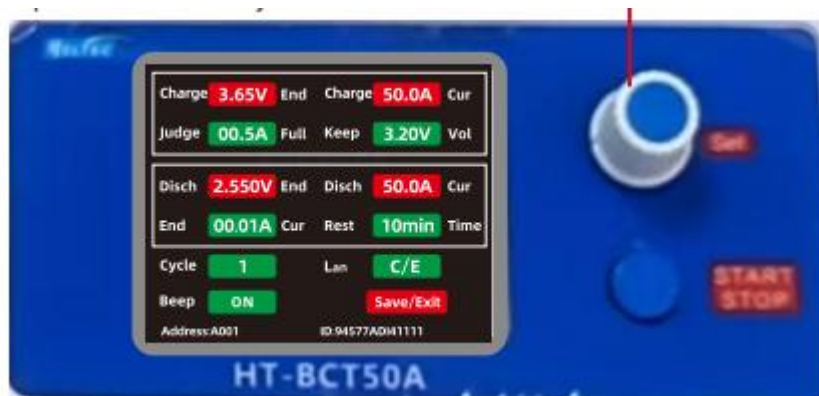 HELTEC
Charge 3.65V End Charge 50.0A Cur
Judge 00.5A Full Keep 3.20V Vol
Disch 2.550V End Disch 50.0A Cur
End 00.01A Cur Rest 10min Time
Cycle 1 Lan C/E
Beep ON Save/Exit
Address:A001 ID:94577ADI41111
Set
START
STOP
HT-BCT50A